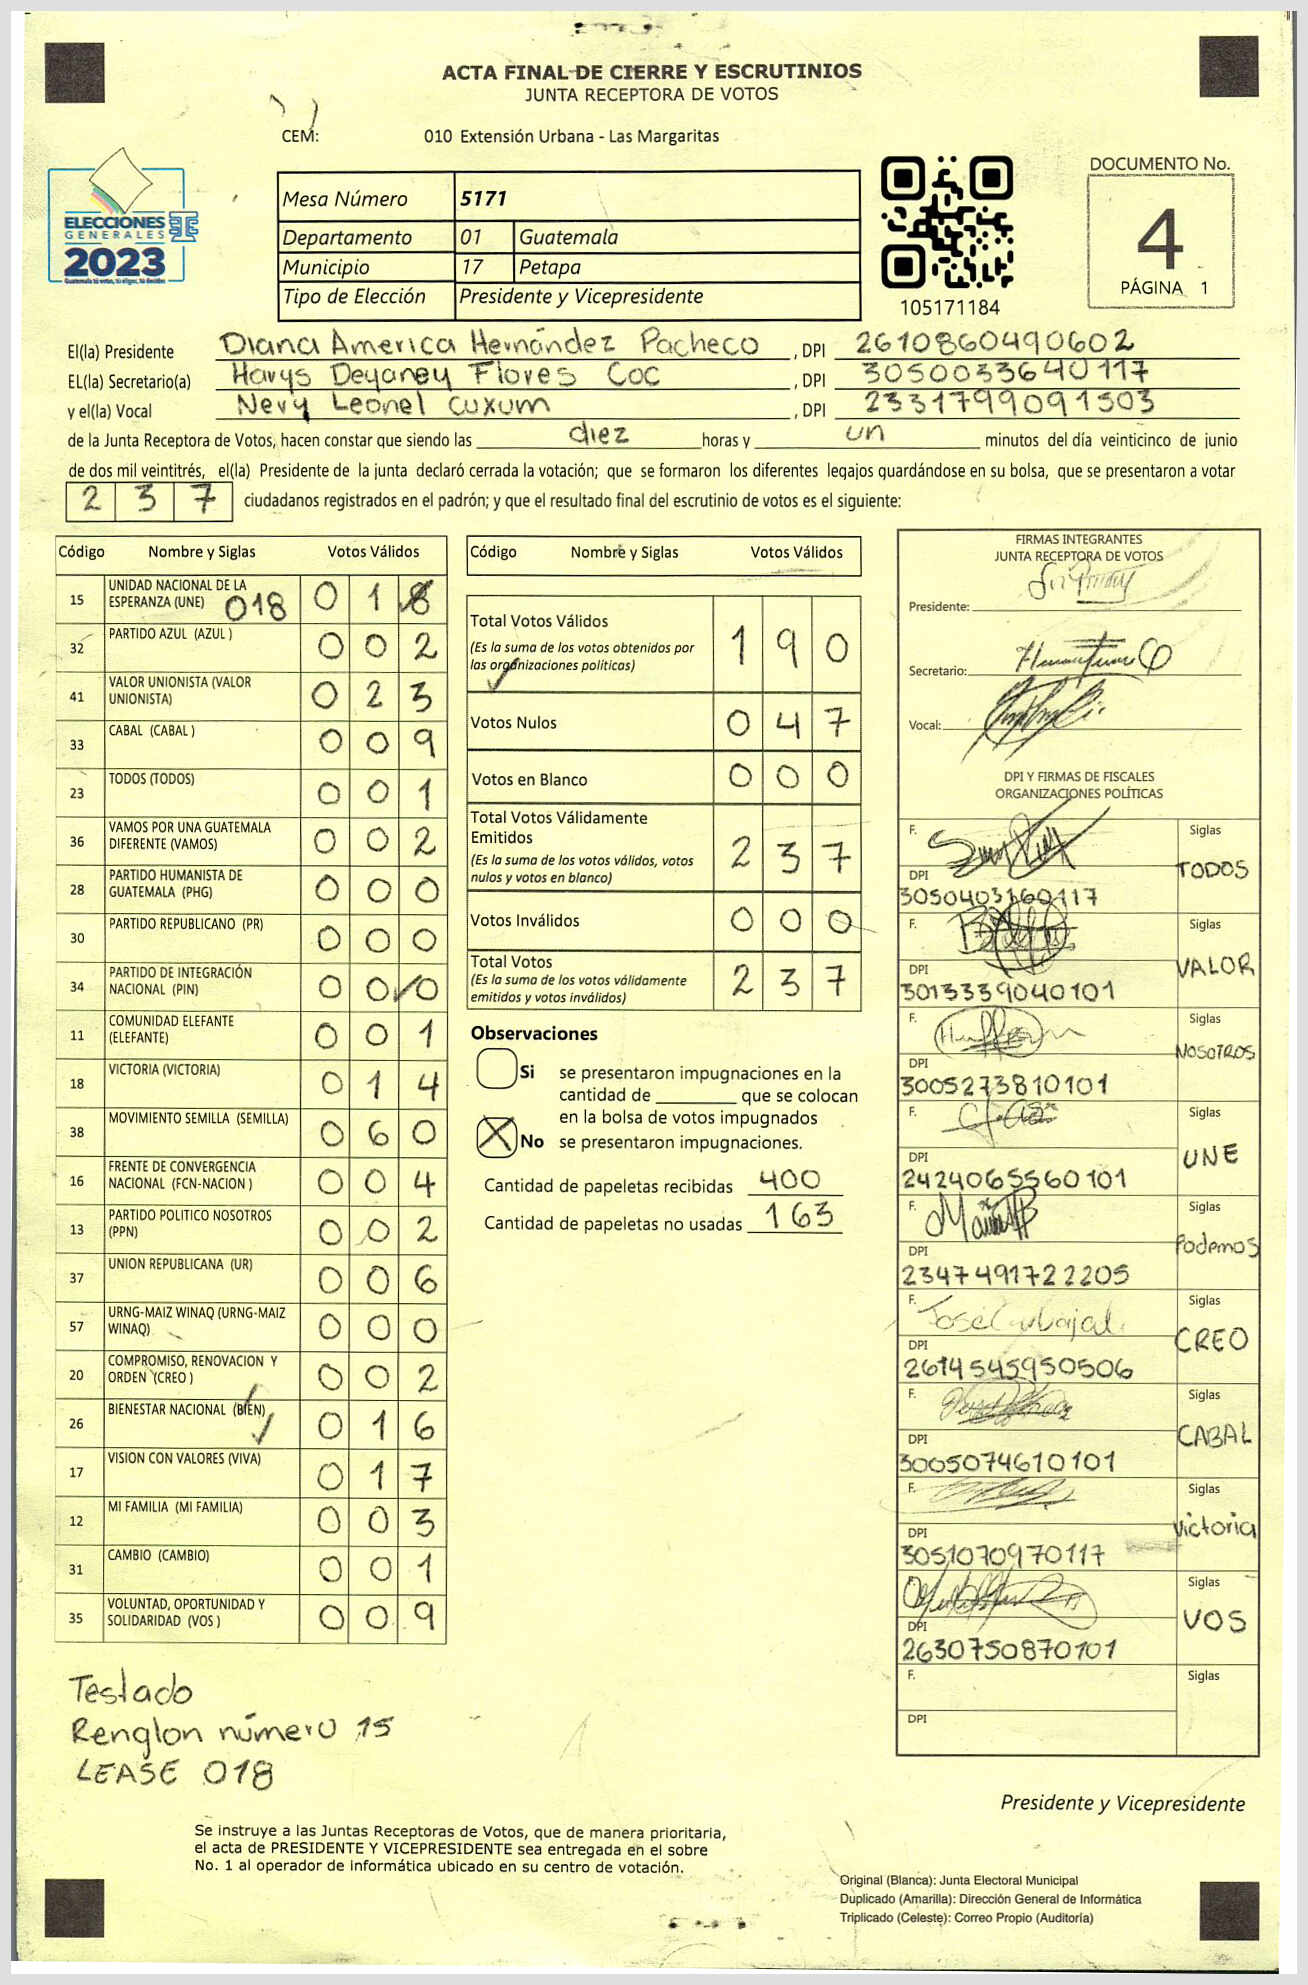 ACTA FINAL DE CIERRE Y ESCRUTINIOS
JUNTA RECEPTORA DE VOTOS
CEM: 010 Extensión Urbana - Las Margaritas
ELECCIONES
GENERALES
2023
Mesa Número 5171
Departamento 01 Guatemala
Municipio 17 Petapa
Tipo de Elección Presidente y Vicepresidente
105171184
DOCUMENTO No.
4
PÁGINA 1
El(la) Presidente Diana America Hernández Pacheco , DPI 2610860490602
EL(la) Secretario(a) Harys Deyaney Flores Coc , DPI 3050033640117
y el(la) Vocal Nevy Leonel cuxum , DPI 2331799091503
de la Junta Receptora de Votos, hacen constar que siendo las diez horas y un minutos del día veinticinco de junio
de dos mil veintitrés, el(la) Presidente de la junta declaró cerrada la votación; que se formaron los diferentes legajos guardándose en su bolsa, que se presentaron a votar
2 3 7 ciudadanos registrados en el padrón; y que el resultado final del escrutinio de votos es el siguiente:
Código Nombre y Siglas Votos Válidos
15 UNIDAD NACIONAL DE LA ESPERANZA (UNE) 018 0 1 8
32 PARTIDO AZUL (AZUL ) 0 0 2
41 VALOR UNIONISTA (VALOR UNIONISTA) 0 2 3
33 CABAL (CABAL ) 0 0 9
23 TODOS (TODOS) 0 0 1
36 VAMOS POR UNA GUATEMALA DIFERENTE (VAMOS) 0 0 2
28 PARTIDO HUMANISTA DE GUATEMALA (PHG) 0 0 0
30 PARTIDO REPUBLICANO (PR) 0 0 0
34 PARTIDO DE INTEGRACIÓN NACIONAL (PIN) 0 0 0
11 COMUNIDAD ELEFANTE (ELEFANTE) 0 0 1
18 VICTORIA (VICTORIA) 0 1 4
38 MOVIMIENTO SEMILLA (SEMILLA) 0 6 0
16 FRENTE DE CONVERGENCIA NACIONAL (FCN-NACION ) 0 0 4
13 PARTIDO POLITICO NOSOTROS (PPN) 0 0 2
37 UNION REPUBLICANA (UR) 0 0 6
57 URNG-MAIZ WINAQ (URNG-MAIZ WINAQ) 0 0 0
20 COMPROMISO, RENOVACION Y ORDEN (CREO ) 0 0 2
26 BIENESTAR NACIONAL (BIEN) 0 1 6
17 VISION CON VALORES (VIVA) 0 1 7
12 MI FAMILIA (MI FAMILIA) 0 0 3
31 CAMBIO (CAMBIO) 0 0 1
35 VOLUNTAD, OPORTUNIDAD Y SOLIDARIDAD (VOS ) 0 0 9
Testado
Renglon número 15
LEASE 018
Código Nombre y Siglas Votos Válidos
Total Votos Válidos 1 9 0
(Es la suma de los votos obtenidos por
las organizaciones políticas)
Votos Nulos 0 4 7
Votos en Blanco 0 0 0
Total Votos Válidamente
Emitidos 2 3 7
(Es la suma de los votos válidos, votos
nulos y votos en blanco)
Votos Inválidos 0 0 0
Total Votos 2 3 7
(Es la suma de los votos válidamente
emitidos y votos inválidos)
Observaciones
Si se presentaron impugnaciones en la
cantidad de ________ que se colocan
en la bolsa de votos impugnados
X No se presentaron impugnaciones.
Cantidad de papeletas recibidas 400
Cantidad de papeletas no usadas 163
FIRMAS INTEGRANTES
JUNTA RECEPTORA DE VOTOS
Presidente:
Secretario:
Vocal:
DPI Y FIRMAS DE FISCALES
ORGANIZACIONES POLÍTICAS
F. Siglas TODOS
DPI 3050403160117
F. Siglas VALOR
DPI 3013339040101
F. Siglas NOSOTROS
DPI 3005273810101
F. Siglas UNE
DPI 2424065560101
F. Siglas Podemos
DPI 2347491722205
F. José Carbajal Siglas CREO
DPI 2614545950506
F. Siglas CABAL
DPI 3005074610101
F. Siglas victoria
DPI 3051070970117
F. Siglas VOS
DPI 2630750870101
F. Siglas
DPI
Presidente y Vicepresidente
Se instruye a las Juntas Receptoras de Votos, que de manera prioritaria,
el acta de PRESIDENTE Y VICEPRESIDENTE sea entregada en el sobre
No. 1 al operador de informática ubicado en su centro de votación.
Original (Blanca): Junta Electoral Municipal
Duplicado (Amarilla): Dirección General de Informática
Triplicado (Celeste): Correo Propio (Auditoría)